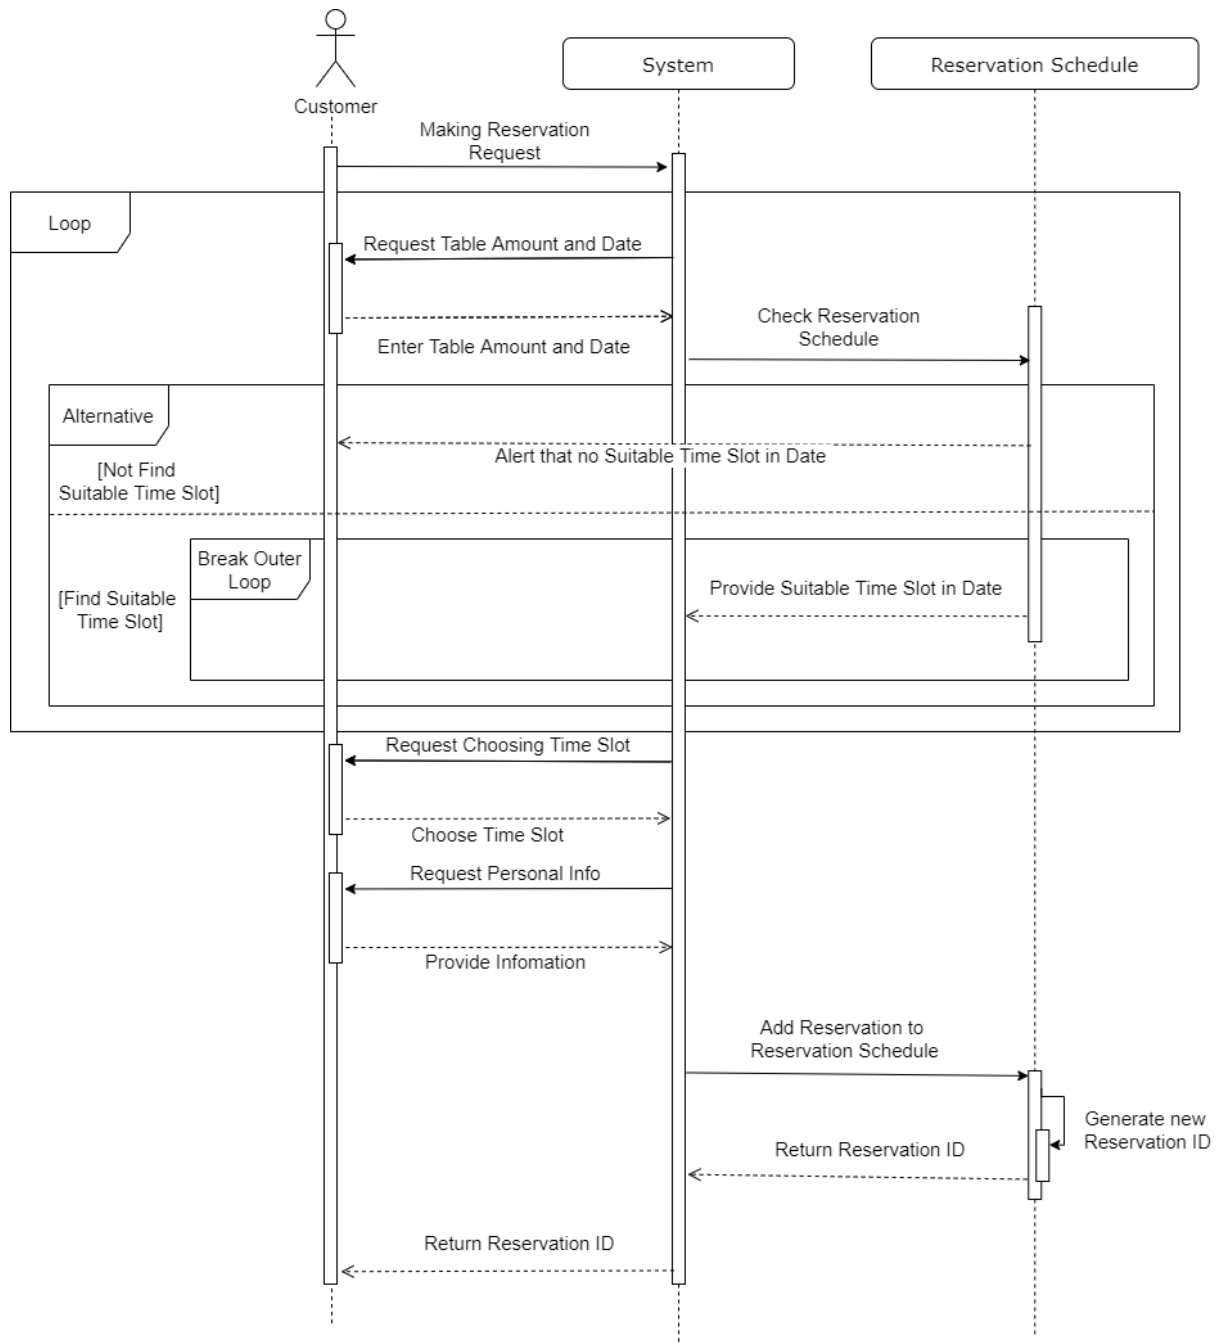 System
Reservation Schedule
Customer
Making Reservation
Request
Loop
Request Table Amount and Date
Check Reservation
Schedule
Enter Table Amount and Date
Alternative
Alert that no Suitable Time Slot in Date
[Not Find
Suitable Time Slot]
Break Outer
Loop
Provide Suitable Time Slot in Date
[Find Suitable
Time Slot]
Request Choosing Time Slot
Choose Time Slot
Request Personal Info
Provide Infomation
Add Reservation to
Reservation Schedule
Generate new
Reservation ID
Return Reservation ID
Return Reservation ID